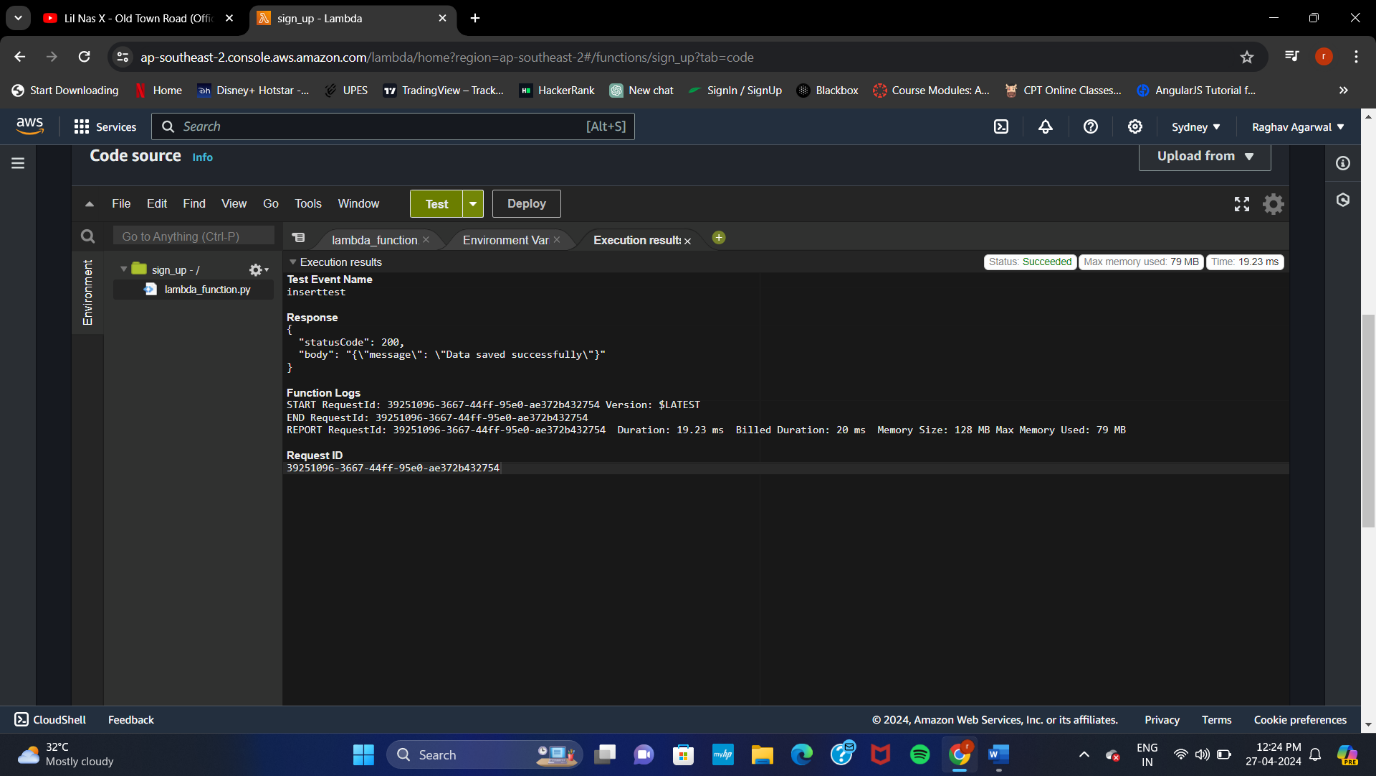 Lil Nas X - Old Town Road (Offic
sign_up - Lambda
ap-southeast-2.console.aws.amazon.com/lambda/home?region=ap-southeast-2#/functions/sign_up?tab=code
r
Start Downloading
Home
Disney+ Hotstar -...
UPES
TradingView – Track...
HackerRank
New chat
SignIn / SignUp
Blackbox
Course Modules: A...
CPT Online Classes...
AngularJS Tutorial f...
aws
Services
Search
[Alt+S]
Sydney
Raghav Agarwal
Code source Info
Upload from
File Edit Find View Go Tools Window
Test
Deploy
Go to Anything (Ctrl-P)
lambda_function
Environment Var
Execution result:
Environment
sign_up - /
lambda_function.py
Execution results
Status: Succeeded
Max memory used: 79 MB
Time: 19.23 ms
Test Event Name
inserttest
Response
{
"statusCode": 200,
"body": "{\"message\": \"Data saved successfully\"}"
}
Function Logs
START RequestId: 39251096-3667-44ff-95e0-ae372b432754 Version: $LATEST
END RequestId: 39251096-3667-44ff-95e0-ae372b432754
REPORT RequestId: 39251096-3667-44ff-95e0-ae372b432754 Duration: 19.23 ms Billed Duration: 20 ms Memory Size: 128 MB Max Memory Used: 79 MB
Request ID
39251096-3667-44ff-95e0-ae372b432754
CloudShell
Feedback
© 2024, Amazon Web Services, Inc. or its affiliates.
Privacy
Terms
Cookie preferences
32°C
Mostly cloudy
Search
myhp
ENG
IN
12:24 PM
27-04-2024
PRE